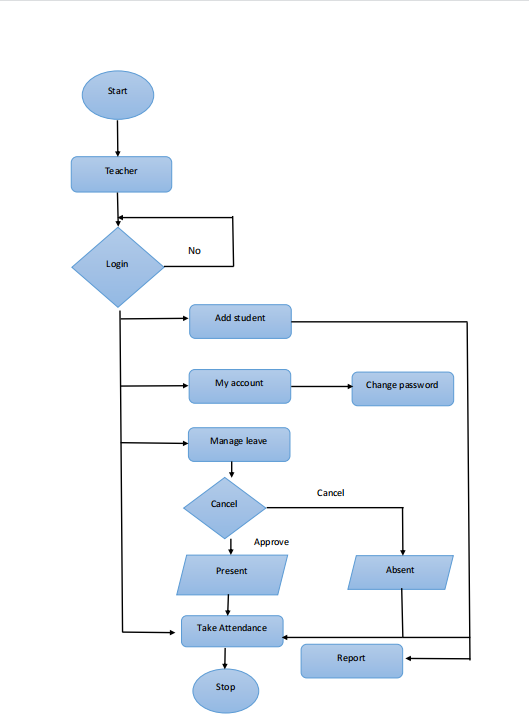 Start
Teacher
No
Login
Add student
My account
Change password
Manage leave
Cancel
Cancel
Approve
Present
Absent
Take Attendance
Report
Stop